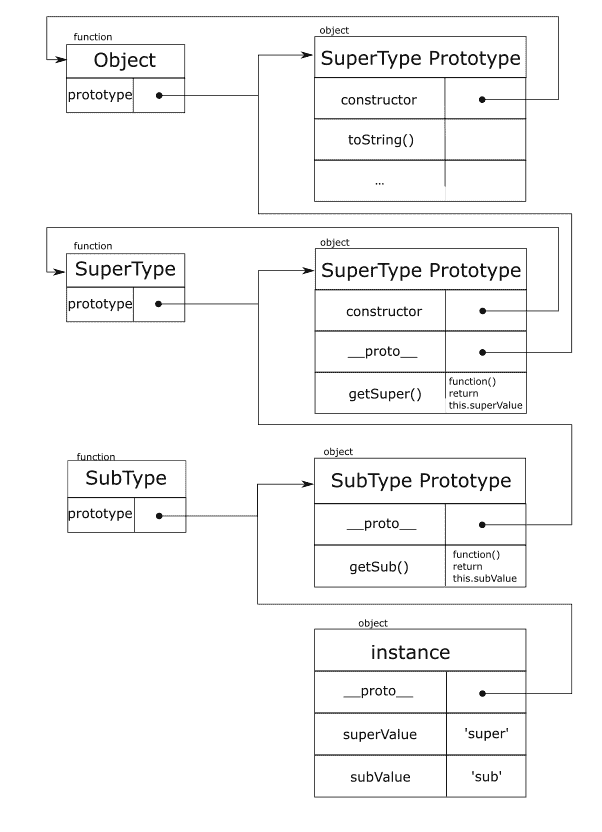 function
Object
prototype
object
SuperType Prototype
constructor
toString()
...
function
SuperType
prototype
object
SuperType Prototype
constructor
__proto__
getSuper()
function()
return
this.superValue
function
SubType
prototype
object
SubType Prototype
__proto__
getSub()
function()
return
this.subValue
object
instance
__proto__
superValue
'super'
subValue
'sub'